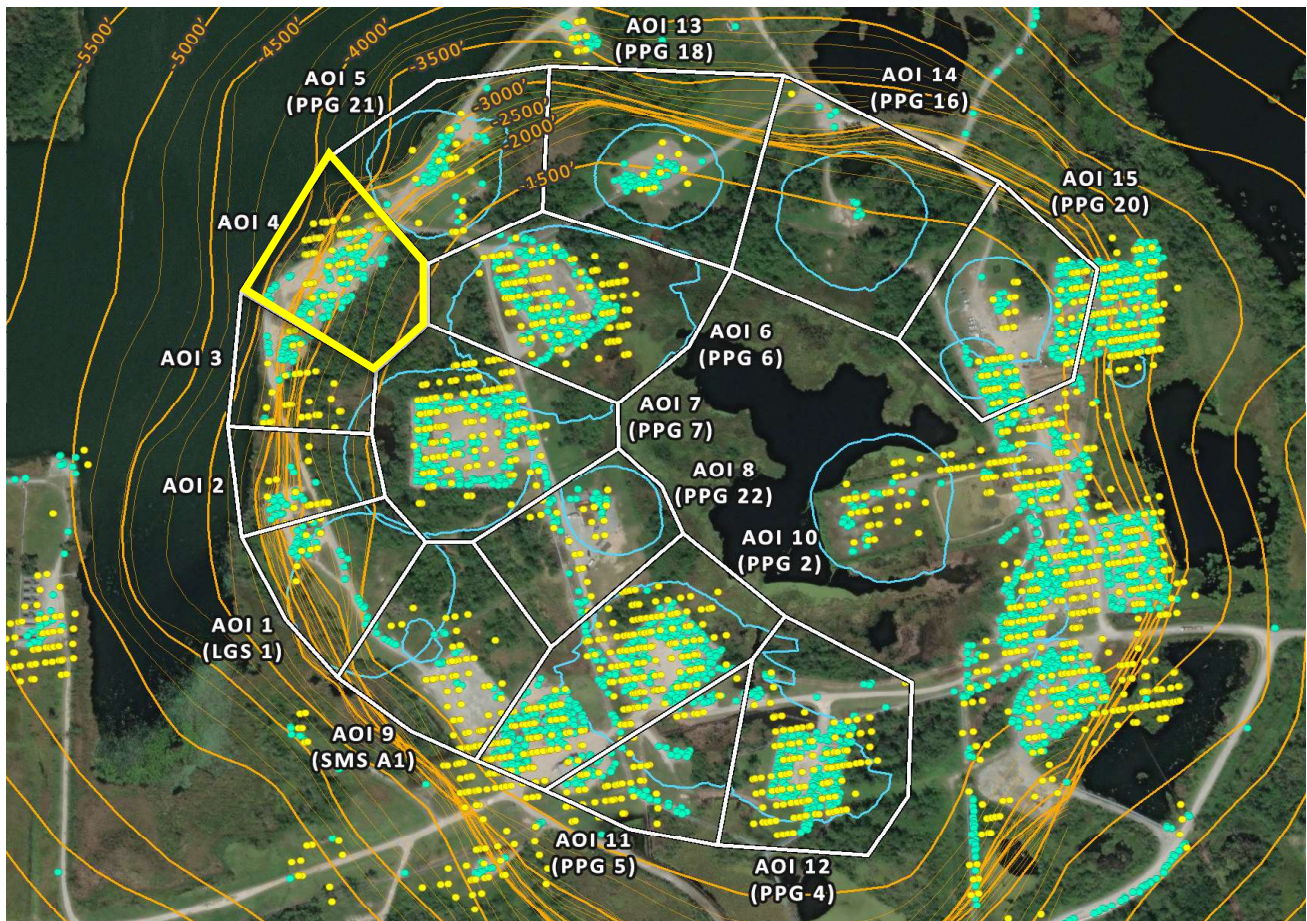 -5500'
-5000'
-4500'
-4000'
-3500'
-3000'
-2500'
-2000'
-1500'
AOI 13
(PPG 18)
AOI 5
(PPG 21)
AOI 14
(PPG 16)
AOI 15
(PPG 20)
AOI 4
AOI 3
AOI 6
(PPG 6)
AOI 7
(PPG 7)
AOI 2
AOI 8
(PPG 22)
AOI 10
(PPG 2)
AOI 1
(LGS 1)
AOI 9
(SMS A1)
AOI 11
(PPG 5)
AOI 12
(PPG 4)